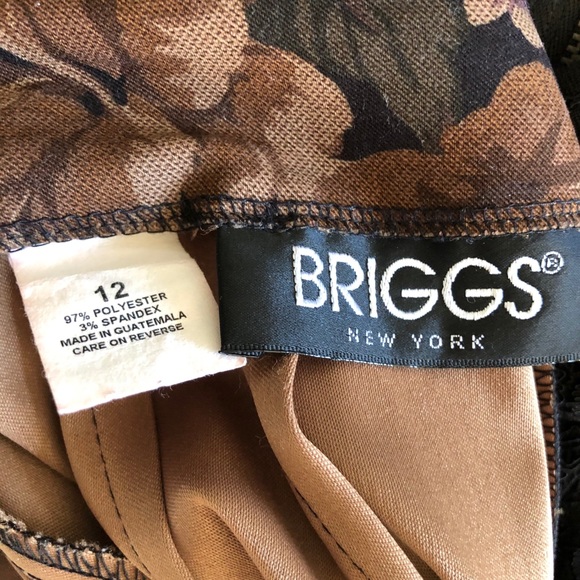 12
97% POLYESTER
3% SPANDEX
MADE IN GUATEMALA
CARE ON REVERSE
BRIGGS®
NEW YORK